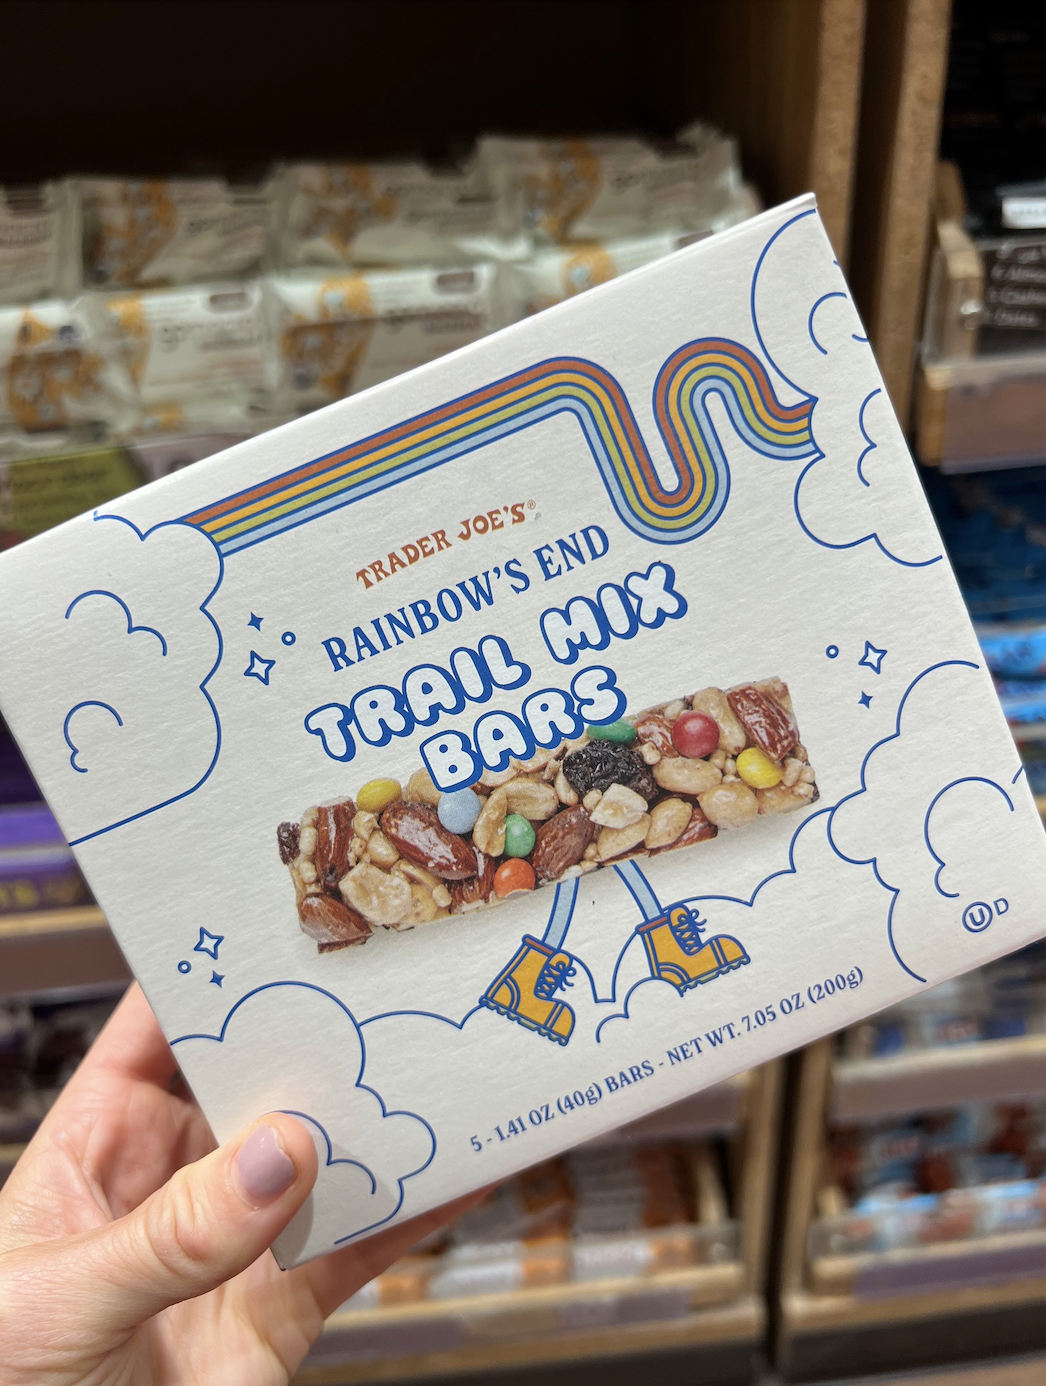 TRADER JOE'S®
RAINBOW'S END
TRAIL MIX
BARS
U D
5 - 1.41 OZ (40g) BARS - NET WT. 7.05 OZ (200g)